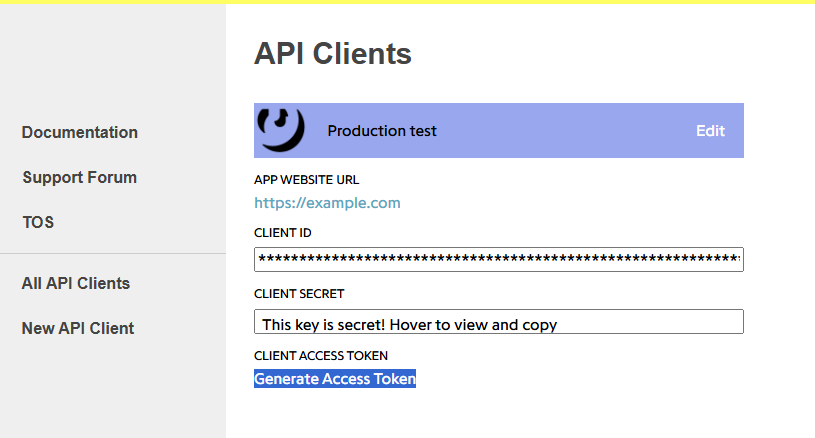 API Clients
Production test
Edit
Documentation
Support Forum
TOS
All API Clients
New API Client
APP WEBSITE URL
https://example.com
CLIENT ID
***********************************************************
CLIENT SECRET
This key is secret! Hover to view and copy
CLIENT ACCESS TOKEN
Generate Access Token